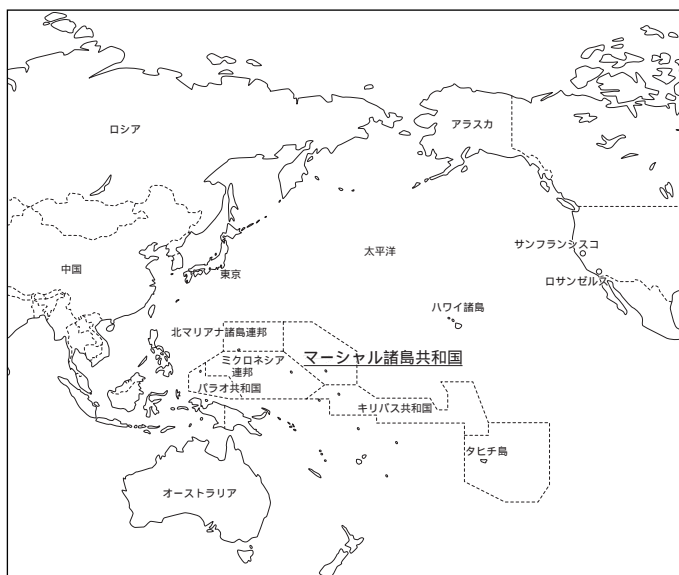 ロシア
アラスカ
中国
東京
太平洋
サンフランシスコ
ロサンゼルス
ハワイ諸島
北マリアナ諸島連邦
マーシャル諸島共和国
ミクロネシア
連邦
パラオ共和国
キリバス共和国
タヒチ島
オーストラリア